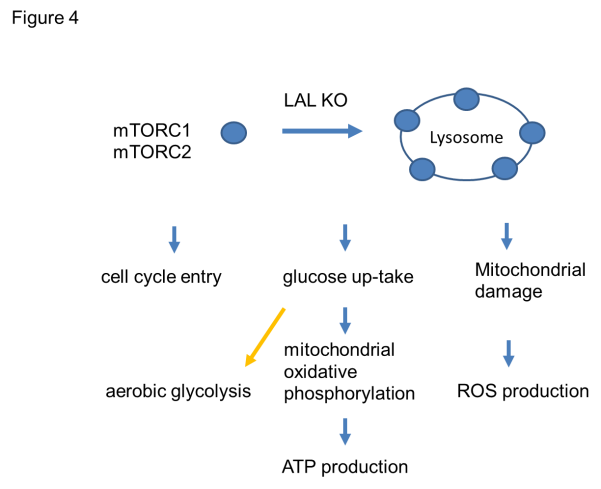 Figure 4
LAL KO
mTORC1
mTORC2
Lysosome
cell cycle entry
glucose up-take
Mitochondrial
damage
aerobic glycolysis
mitochondrial
oxidative
phosphorylation
ROS production
ATP production